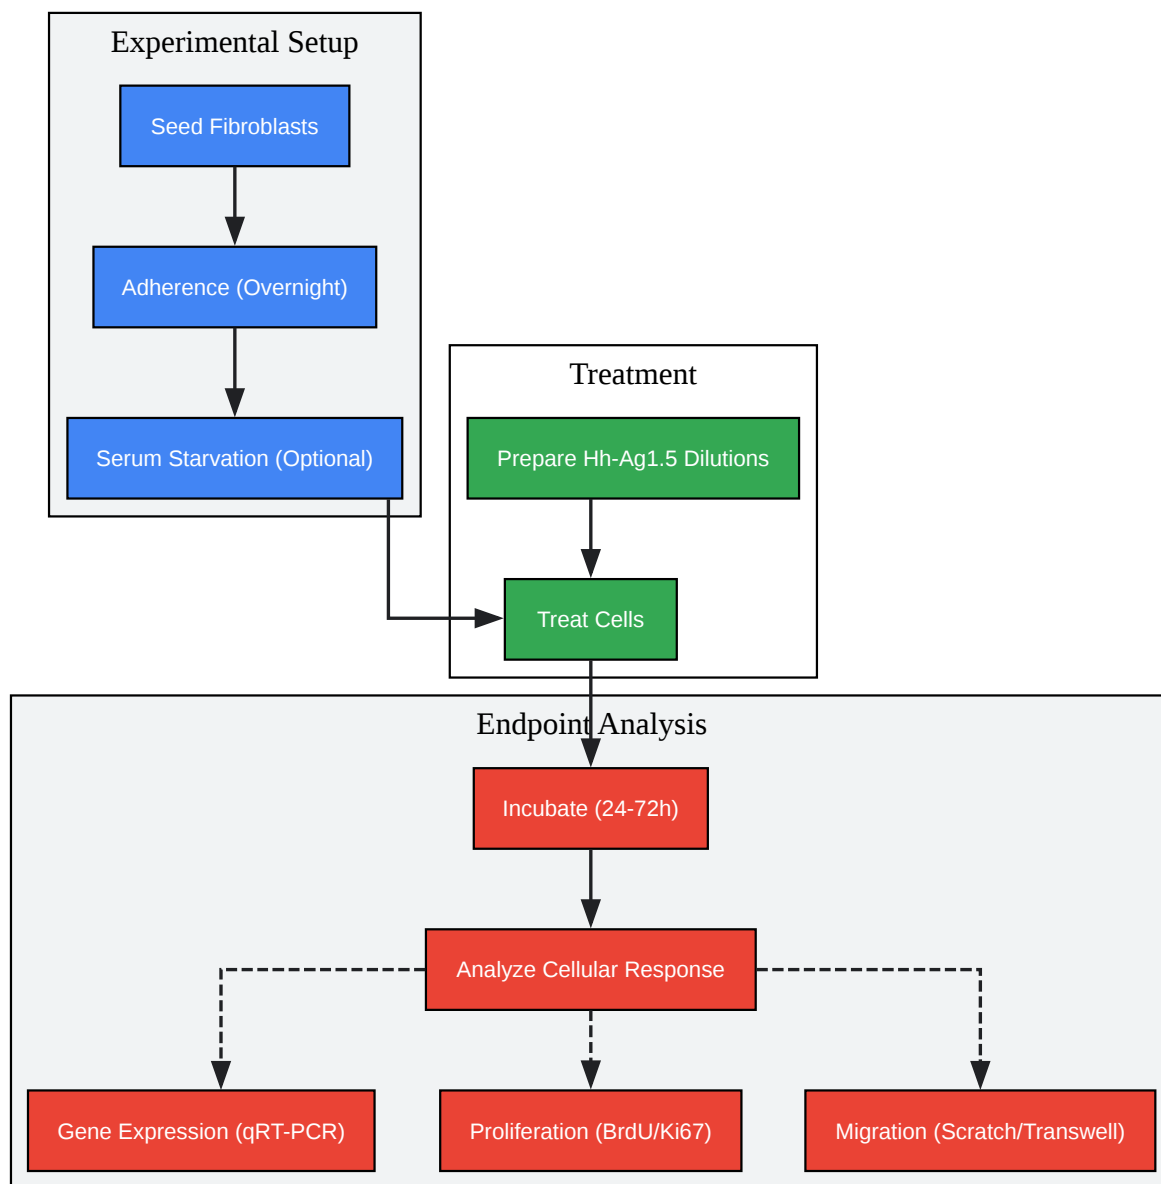 Experimental Setup
Seed Fibroblasts
Adherence (Overnight)
Serum Starvation (Optional)
Treatment
Prepare Hh-Ag1.5 Dilutions
Treat Cells
Endpoint Analysis
Incubate (24-72h)
Analyze Cellular Response
Gene Expression (qRT-PCR)
Proliferation (BrdU/Ki67)
Migration (Scratch/Transwell)